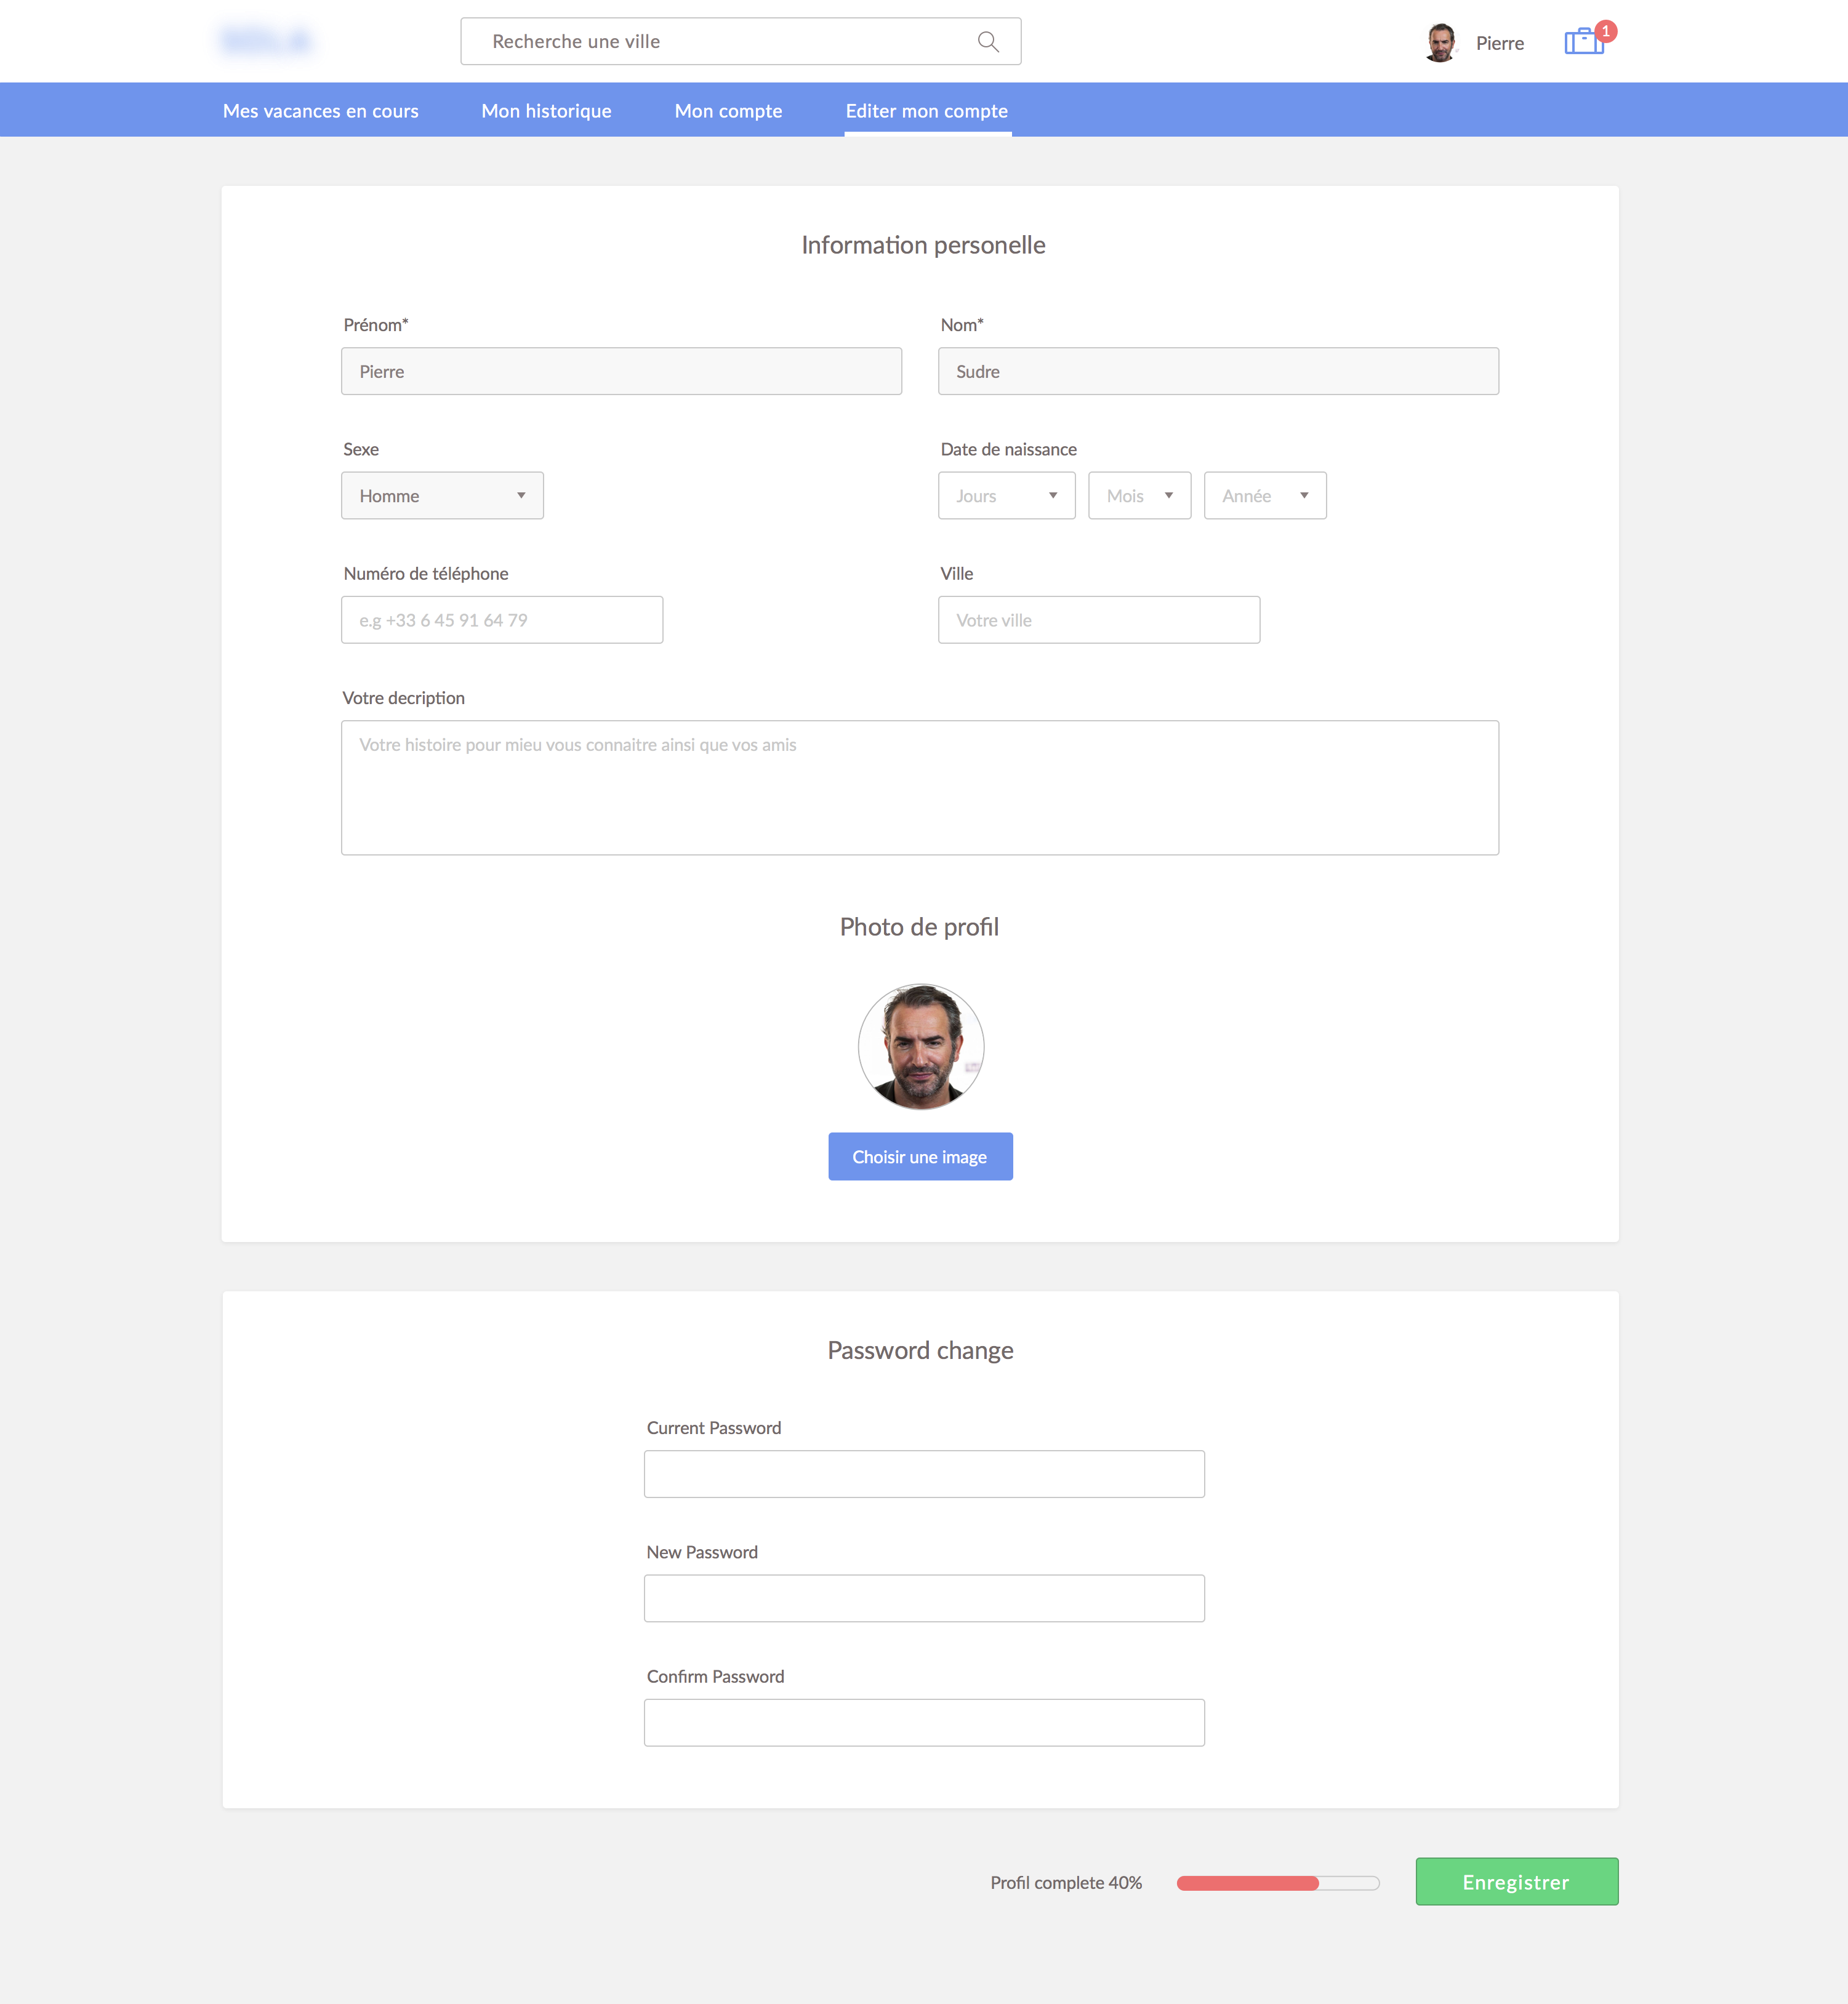 Recherche une ville
Pierre
1
Mes vacances en cours
Mon historique
Mon compte
Editer mon compte
Information personelle
Prénom*
Nom*
Pierre
Sudre
Sexe
Date de naissance
Homme
Jours
Mois
Année
Numéro de téléphone
Ville
e.g +33 6 45 91 64 79
Votre ville
Votre decription
Votre histoire pour mieu vous connaitre ainsi que vos amis
Photo de profil
Choisir une image
Password change
Current Password
New Password
Confirm Password
Profil complete 40%
Enregistrer